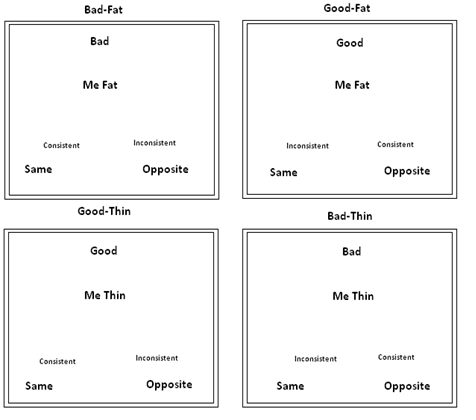 Bad-Fat
Bad
Me Fat
Consistent Inconsistent
Same Opposite
Good-Fat
Good
Me Fat
Inconsistent Consistent
Same Opposite
Good-Thin
Good
Me Thin
Consistent Inconsistent
Same Opposite
Bad-Thin
Bad
Me Thin
Inconsistent Consistent
Same Opposite